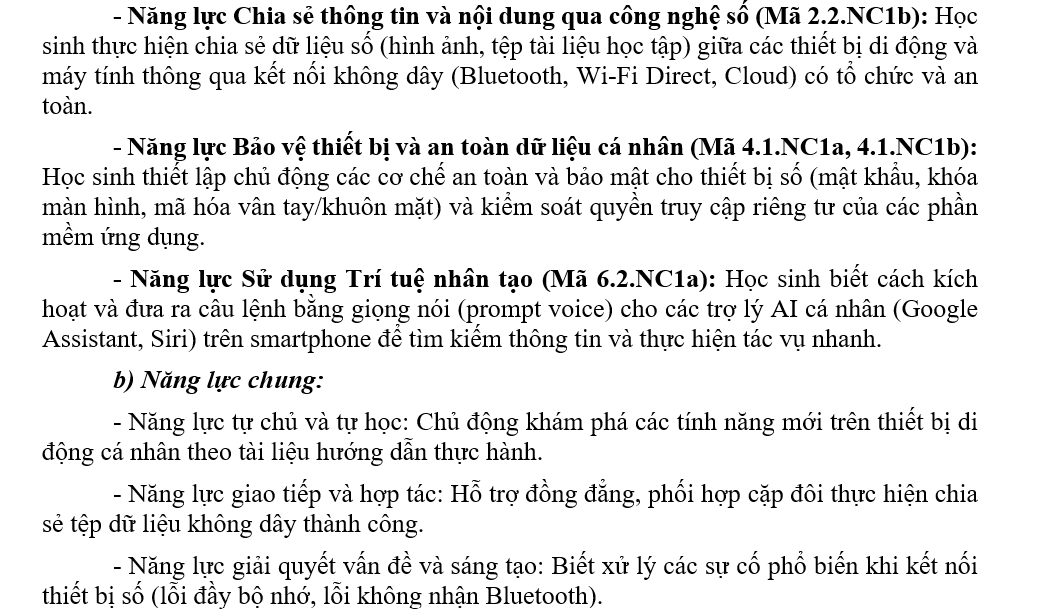 - Năng lực Chia sẻ thông tin và nội dung qua công nghệ số (Mã 2.2.NC1b): Học
sinh thực hiện chia sẻ dữ liệu số (hình ảnh, tệp tài liệu học tập) giữa các thiết bị di động và
máy tính thông qua kết nối không dây (Bluetooth, Wi-Fi Direct, Cloud) có tổ chức và an
toàn.
- Năng lực Bảo vệ thiết bị và an toàn dữ liệu cá nhân (Mã 4.1.NC1a, 4.1.NC1b):
Học sinh thiết lập chủ động các cơ chế an toàn và bảo mật cho thiết bị số (mật khẩu, khóa
màn hình, mã hóa vân tay/khuôn mặt) và kiểm soát quyền truy cập riêng tư của các phần
mềm ứng dụng.
- Năng lực Sử dụng Trí tuệ nhân tạo (Mã 6.2.NC1a): Học sinh biết cách kích
hoạt và đưa ra câu lệnh bằng giọng nói (prompt voice) cho các trợ lý AI cá nhân (Google
Assistant, Siri) trên smartphone để tìm kiếm thông tin và thực hiện tác vụ nhanh.
b) Năng lực chung:
- Năng lực tự chủ và tự học: Chủ động khám phá các tính năng mới trên thiết bị di
động cá nhân theo tài liệu hướng dẫn thực hành.
- Năng lực giao tiếp và hợp tác: Hỗ trợ đồng đẳng, phối hợp cặp đôi thực hiện chia
sẻ tệp dữ liệu không dây thành công.
- Năng lực giải quyết vấn đề và sáng tạo: Biết xử lý các sự cố phổ biến khi kết nối
thiết bị số (lỗi đầy bộ nhớ, lỗi không nhận Bluetooth).